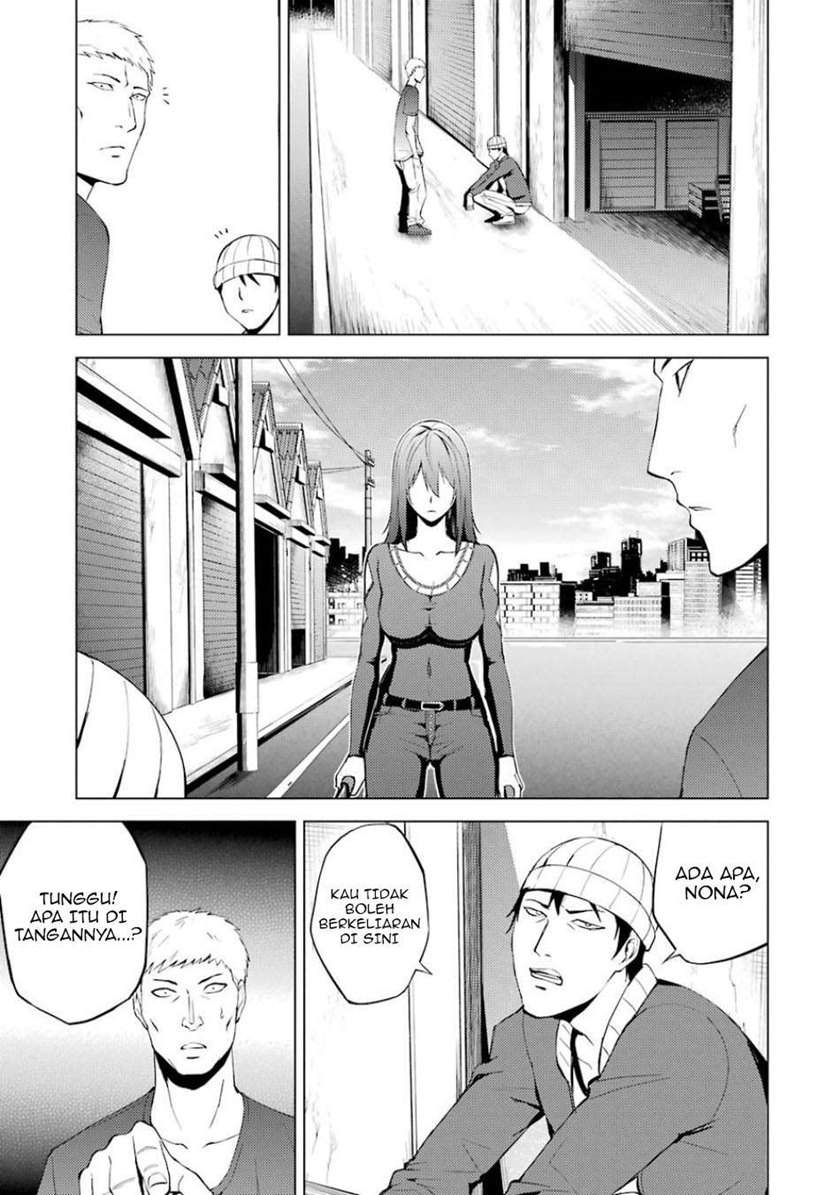 ADA APA,
NONA?
KAU TIDAK
BOLEH
BERKELIARAN
DI SINI
TUNGGU!
APA ITU DI
TANGANNYA...?